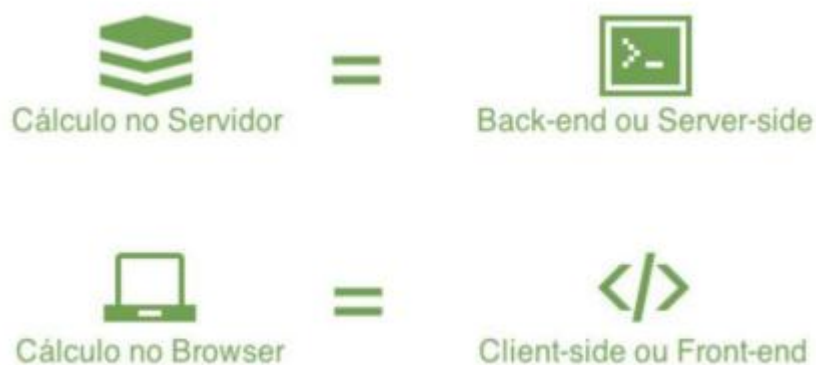 =
Cálculo no Servidor
Back-end ou Server-side
=
</>
Cálculo no Browser
Client-side ou Front-end